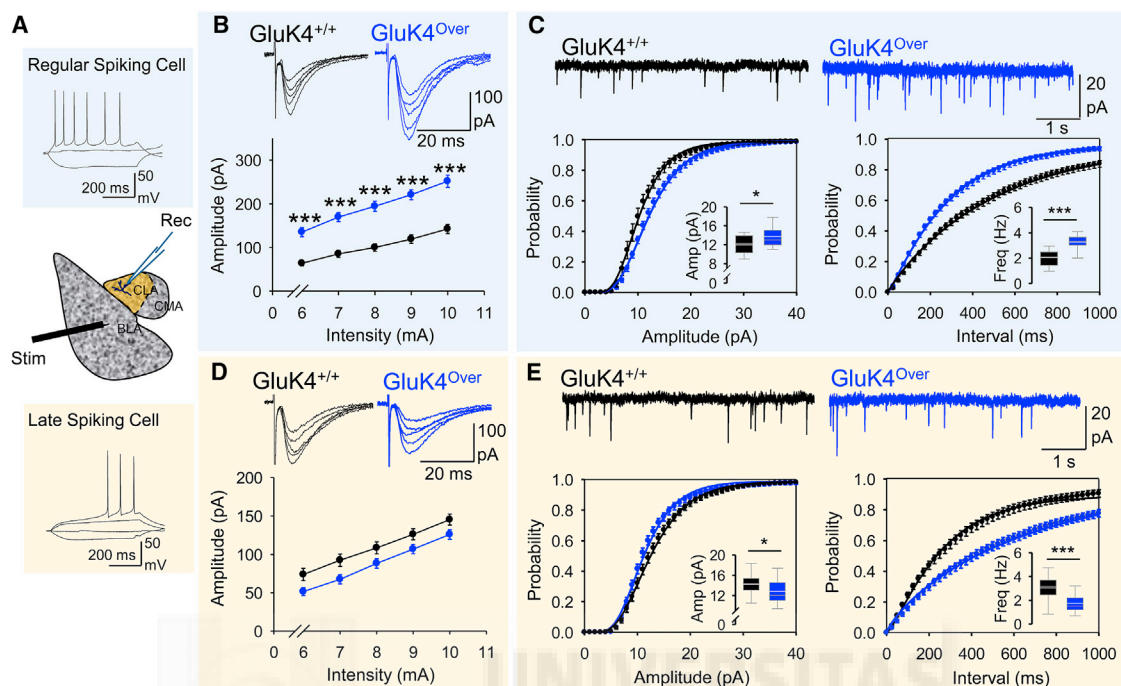 A
Regular Spiking Cell
200 ms
50
mV
Rec
CLA
CMA
BLA
Stim
Late Spiking Cell
200 ms
50
mV
B
GluK4+/+
GluK4Over
100
pA
20 ms
Amplitude (pA)
300
200
100
0
***
***
***
***
***
0 6 7 8 9 10 11
Intensity (mA)
C
GluK4+/+
GluK4Over
20
pA
1 s
Probability
1.0
0.8
0.6
0.4
0.2
0.0
0 10 20 30 40
Amplitude (pA)
Amp (pA)
20
16
12
8
0
*
Probability
1.0
0.8
0.6
0.4
0.2
0.0
0 200 400 600 800 1000
Interval (ms)
Freq (Hz)
6
4
2
0
***
D
GluK4+/+
GluK4Over
100
pA
20 ms
Amplitude (pA)
200
150
100
50
0
0 6 7 8 9 10 11
Intensity (mA)
E
GluK4+/+
GluK4Over
20
pA
1 s
Probability
1.0
0.8
0.6
0.4
0.2
0.0
0 10 20 30 40
Amplitude (pA)
Amp (pA)
20
16
12
0
*
Probability
1.0
0.8
0.6
0.4
0.2
0.0
0 200 400 600 800 1000
Interval (ms)
Freq (Hz)
6
4
2
0
***
UNIVERSITAS